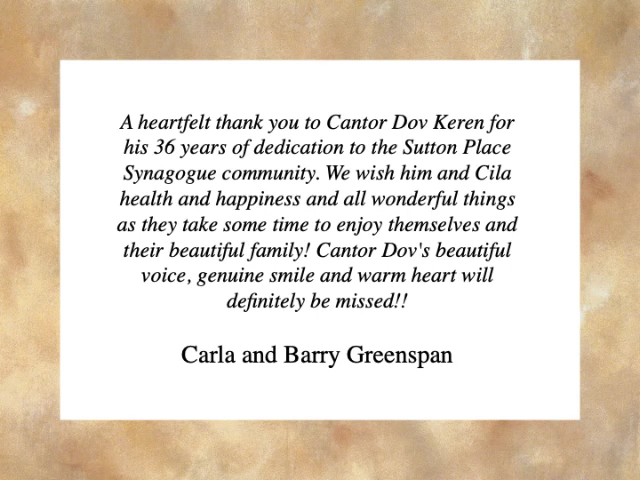 A heartfelt thank you to Cantor Dov Keren for
his 36 years of dedication to the Sutton Place
Synagogue community. We wish him and Cila
health and happiness and all wonderful things
as they take some time to enjoy themselves and
their beautiful family! Cantor Dov's beautiful
voice, genuine smile and warm heart will
definitely be missed!!
Carla and Barry Greenspan